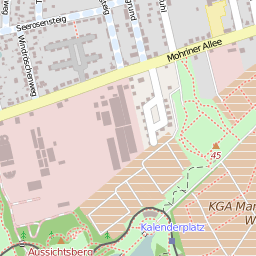 Seerosensteig
Windröschenweg
Mohriner Allee
45
KGA Mar
W
Kalenderplatz
Aussichtsberg